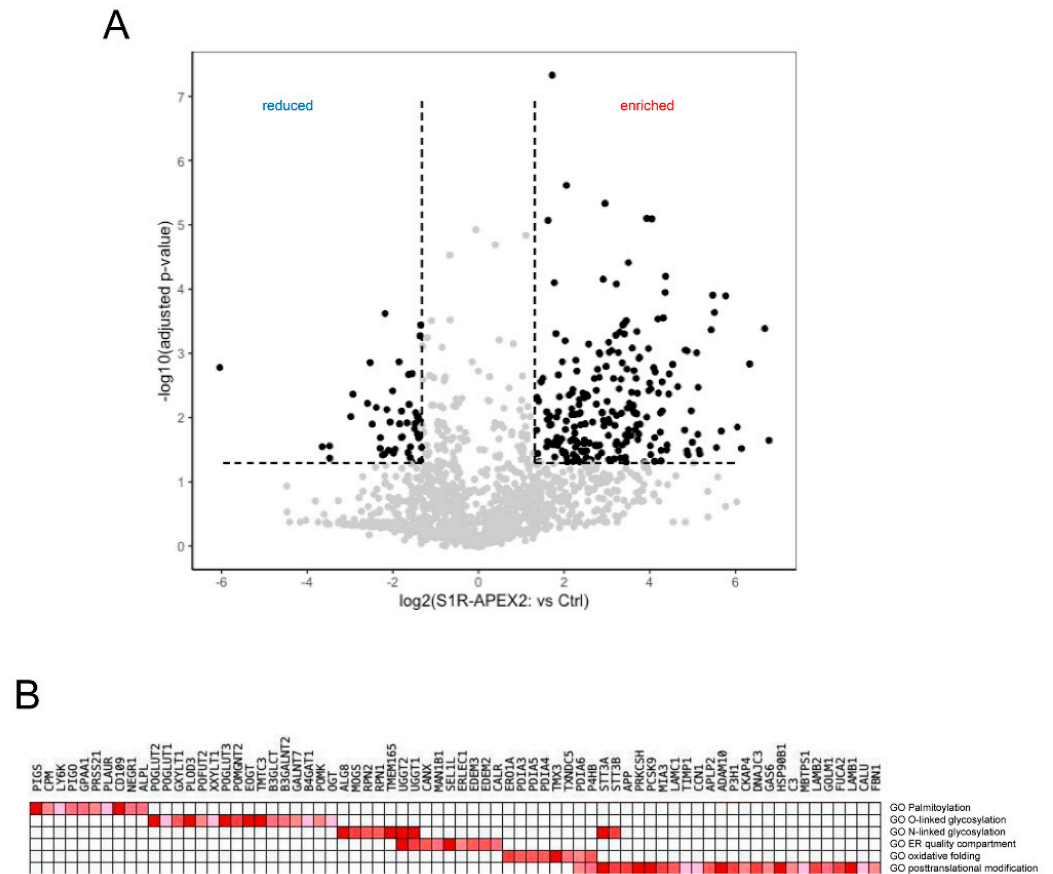 A
reduced
enriched
7
6
5
4
3
2
1
0
-log10(adjusted p-value)
-6
-4
-2
0
2
4
6
log2(S1R-APEX2: vs Ctrl)
B
PIGS
CPM
LY6K
PIGO
GPAA1
PRSS21
PLAUR
CD109
NEGR1
ALPL
POGLUT2
POGLUT1
GXYLT1
PLOD3
POFUT2
XXYLT1
POGLUT3
POMGNT2
EOGT
TMTC3
B3GLCT
B3GALNT2
GALNT7
B4GAT1
POMK
OGT
ALG8
MOGS
RPN2
RPN1
TMEM165
UGGT2
UGGT1
CANX
MAN1B1
SEL1L
ERLEC1
EDEM3
EDEM2
CALR
ERO1A
PDIA3
PDIA5
PDIA4
TMX3
TXNDC5
PDIA6
P4HB
STT3A
STT3B
APP
PRKCSH
PCSK9
MIA3
LAMC1
TIMP1
CCN1
APLP2
ADAM10
P3H1
CKAP4
DNAJC3
GAS6
HSP90B1
C3
MBTPS1
LAMB2
GOLM1
FUCA2
LAMB1
CALU
FBN1
GO Palmitoylation
GO O-linked glycosylation
GO N-linked glycosylation
GO ER quality compartment
GO oxidative folding
GO posttranslational modification